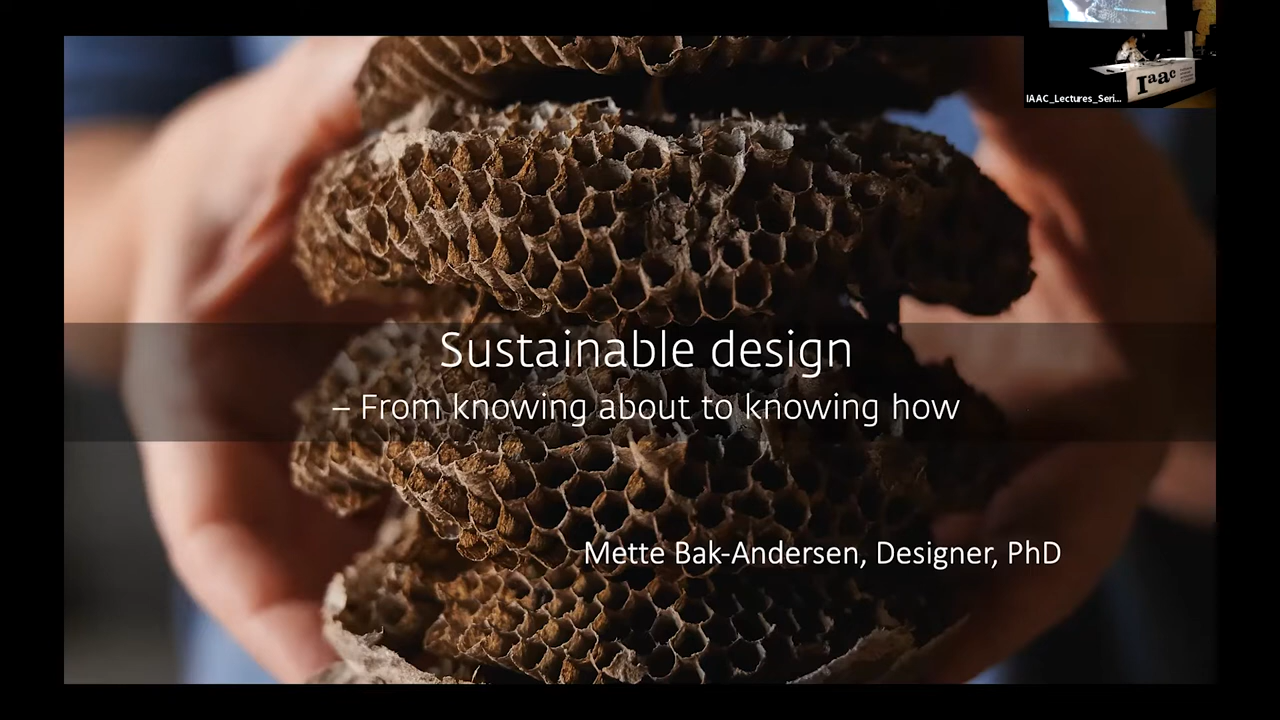 Iaac
IAAC_Lectures_Seri...
Sustainable design
– From knowing about to knowing how
Mette Bak-Andersen, Designer, PhD